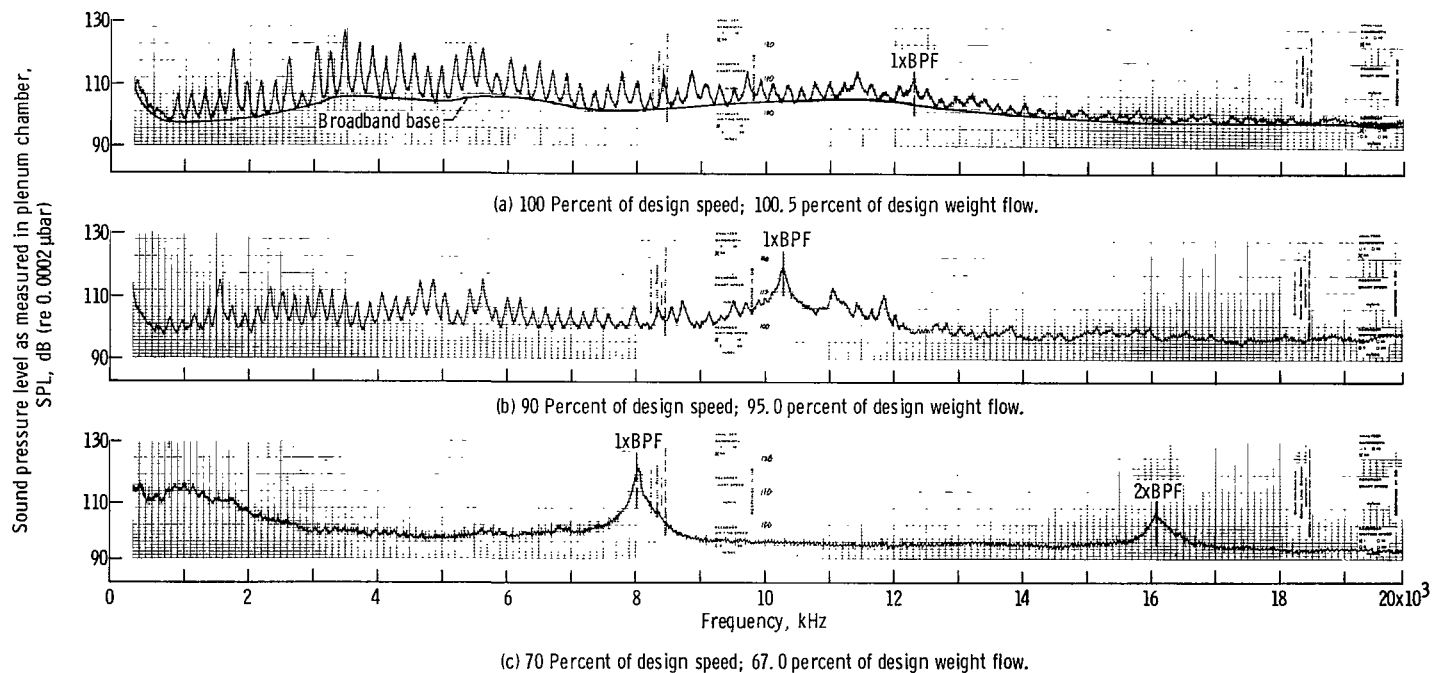 Sound pressure level as measured in plenum chamber,
SPL, dB (re 0.0002 µbar)
130
110
90
1xBPF
Broadband base
120
110
(a) 100 Percent of design speed; 100.5 percent of design weight flow.
130
110
90
1xBPF
100
(b) 90 Percent of design speed; 95.0 percent of design weight flow.
130
110
90
1xBPF
2xBPF
110
0 2 4 6 8 10 12 14 16 18 20x10³
Frequency, kHz
(c) 70 Percent of design speed; 67.0 percent of design weight flow.